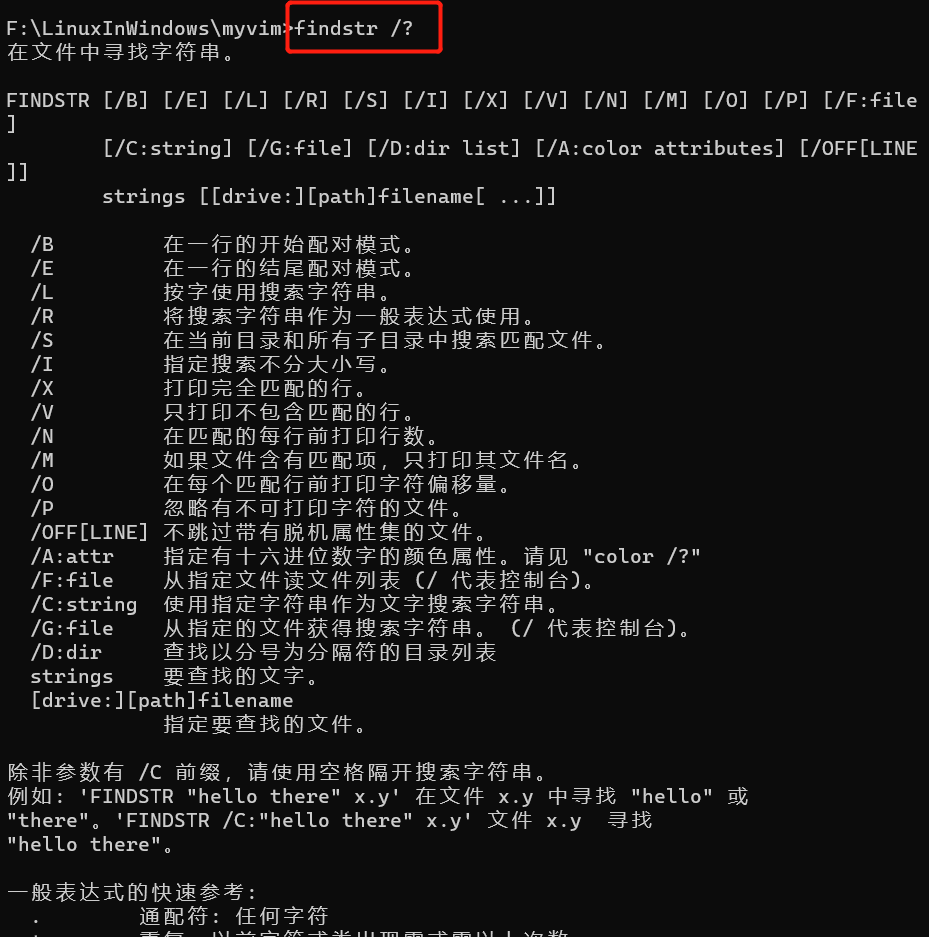 F:\LinuxInWindows\myvim>findstr /?
在文件中寻找字符串。
FINDSTR [/B] [/E] [/L] [/R] [/S] [/I] [/X] [/V] [/N] [/M] [/O] [/P] [/F:file
]
[/C:string] [/G:file] [/D:dir list] [/A:color attributes] [/OFF[LINE
]]
strings [[drive:][path]filename[ ...]]
/B 在一行的开始配对模式。
/E 在一行的结尾配对模式。
/L 按字使用搜索字符串。
/R 将搜索字符串作为一般表达式使用。
/S 在当前目录和所有子目录中搜索匹配文件。
/I 指定搜索不分大小写。
/X 打印完全匹配的行。
/V 只打印不包含匹配的行。
/N 在匹配的每行前打印行数。
/M 如果文件含有匹配项，只打印其文件名。
/O 在每个匹配行前打印字符偏移量。
/P 忽略有不可打印字符的文件。
/OFF[LINE] 不跳过带有脱机属性集的文件。
/A:attr 指定有十六进位数字的颜色属性。请见 "color /?"
/F:file 从指定文件读文件列表 (/ 代表控制台)。
/C:string 使用指定字符串作为文字搜索字符串。
/G:file 从指定的文件获得搜索字符串。 (/ 代表控制台)。
/D:dir 查找以分号为分隔符的目录列表
strings 要查找的文字。
[drive:][path]filename
指定要查找的文件。
除非参数有 /C 前缀，请使用空格隔开搜索字符串。
例如: 'FINDSTR "hello there" x.y' 在文件 x.y 中寻找 "hello" 或
"there"。'FINDSTR /C:"hello there" x.y' 文件 x.y 寻找
"hello there"。
一般表达式的快速参考:
. 通配符: 任何字符